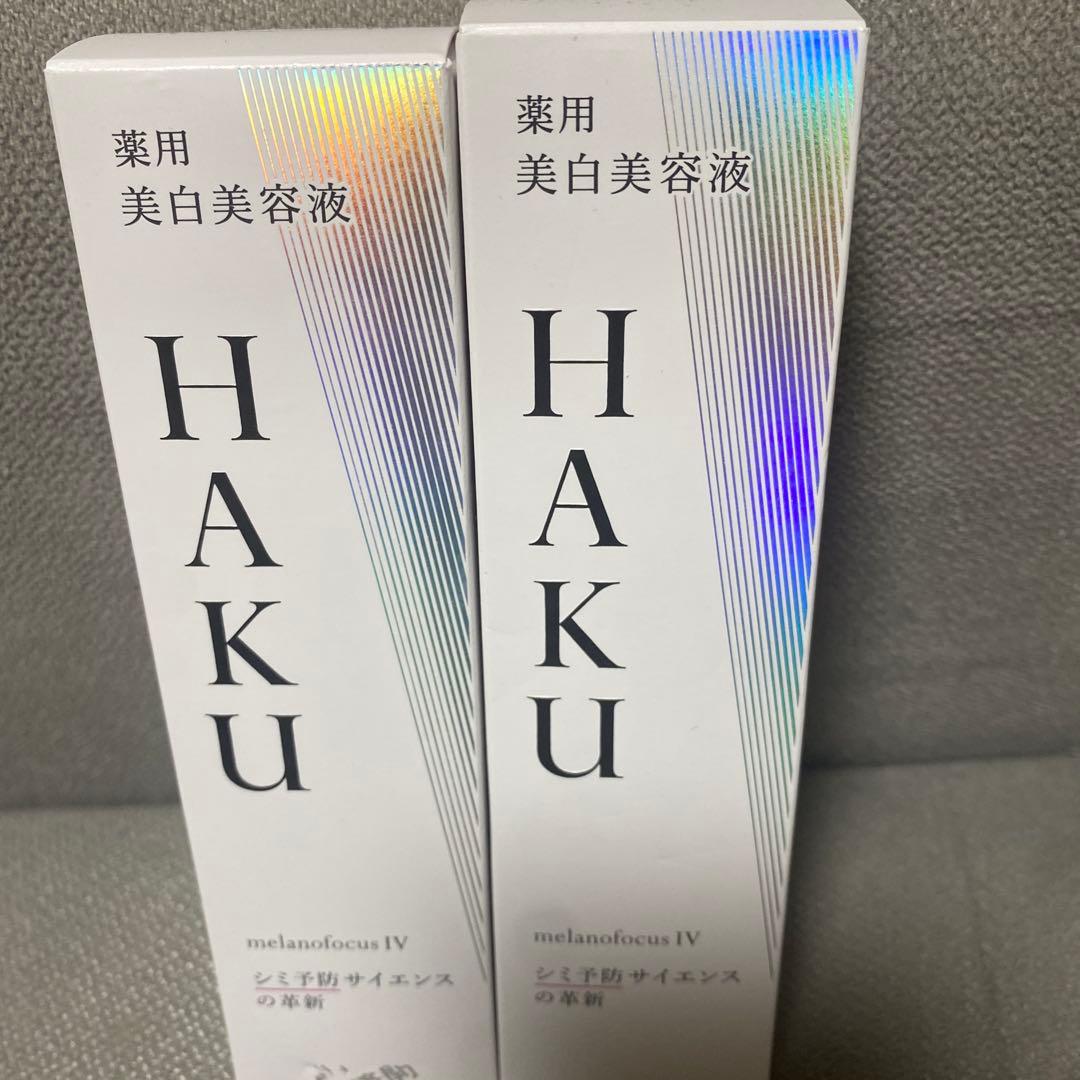 薬用
美白美容液
HAKU
melanofocus IV
シミ予防サイエンス
の革新
薬用
美白美容液
HAKU
melanofocus IV
シミ予防サイエンス
の革新